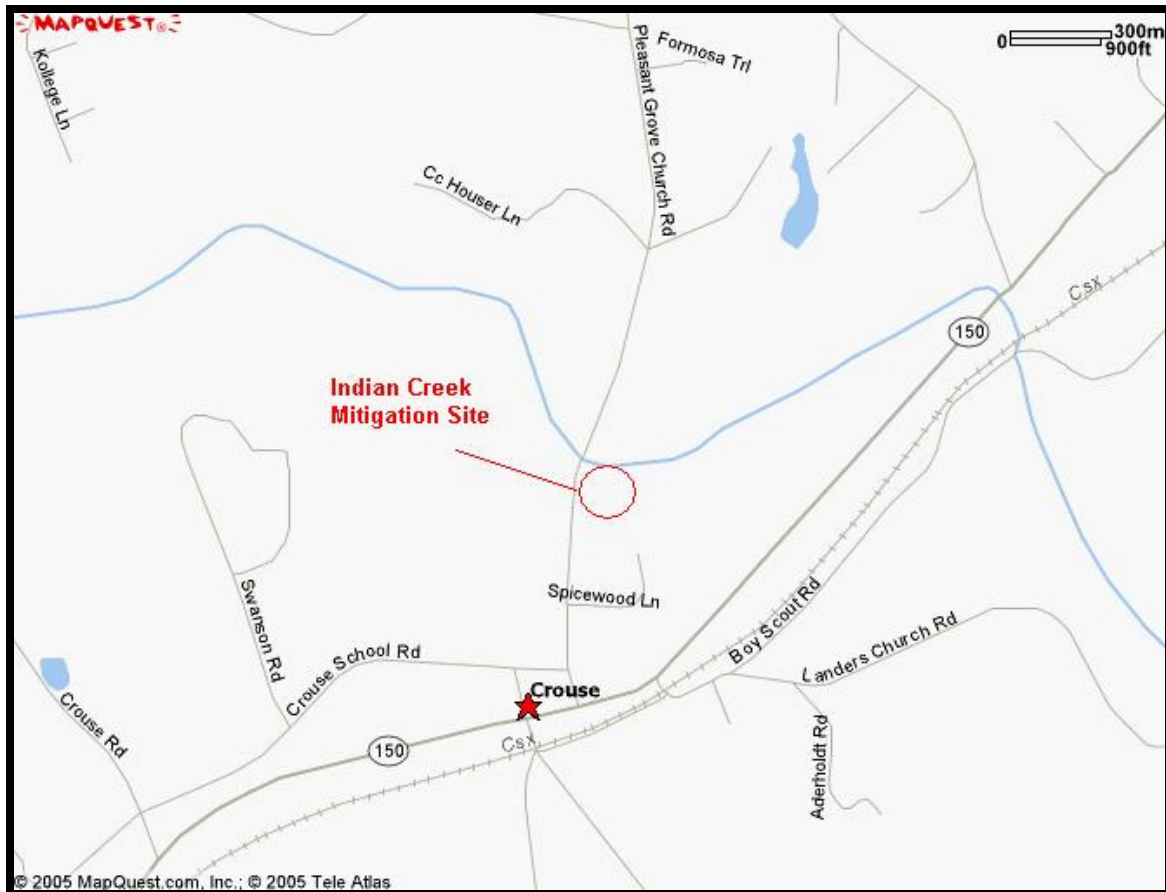 MAPQUEST®
300m
0
900ft
Kollege Ln
Formosa Trl
Pleasant Grove Church Rd
Cc Houser Ln
Csx
150
Indian Creek
Mitigation Site
Spicewood Ln
Swanson Rd
Boy Scout Rd
Landers Church Rd
Crouse School Rd
Crouse
Crouse Rd
Csx
150
Aderholdt Rd
© 2005 MapQuest.com, Inc.; © 2005 Tele Atlas